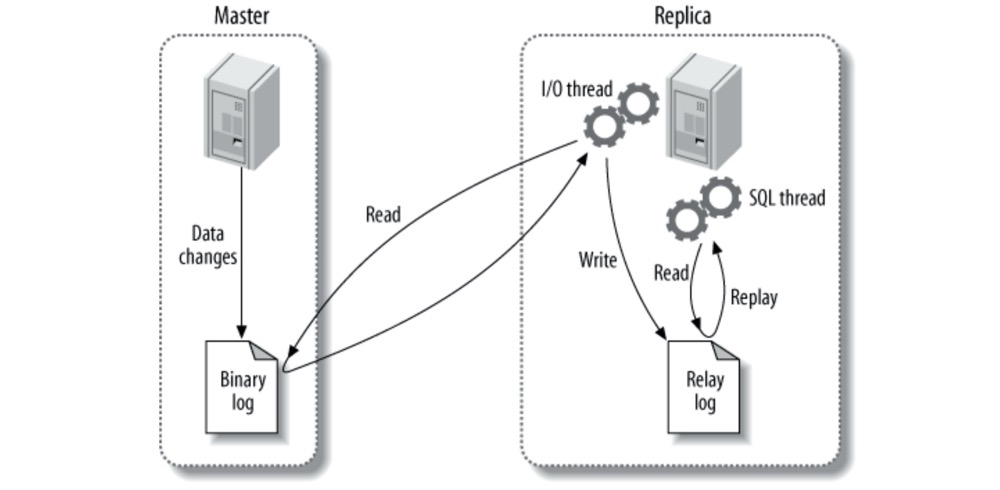 Master
Replica
I/O thread
SQL thread
Read
Data
changes
Write
Read
Replay
Binary
log
Relay
log